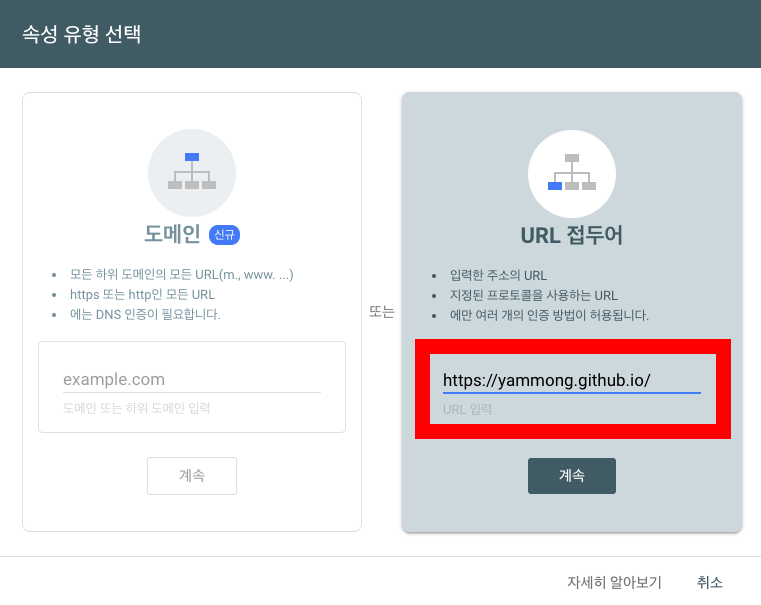 속성 유형 선택
도메인 신규
모든 하위 도메인의 모든 URL(m., www. ...)
https 또는 http인 모든 URL
에는 DNS 인증이 필요합니다.
example.com
도메인 또는 하위 도메인 입력
계속
또는
URL 접두어
입력한 주소의 URL
지정된 프로토콜을 사용하는 URL
에만 여러 개의 인증 방법이 허용됩니다.
https://yammong.github.io/
URL 입력
계속
자세히 알아보기 취소